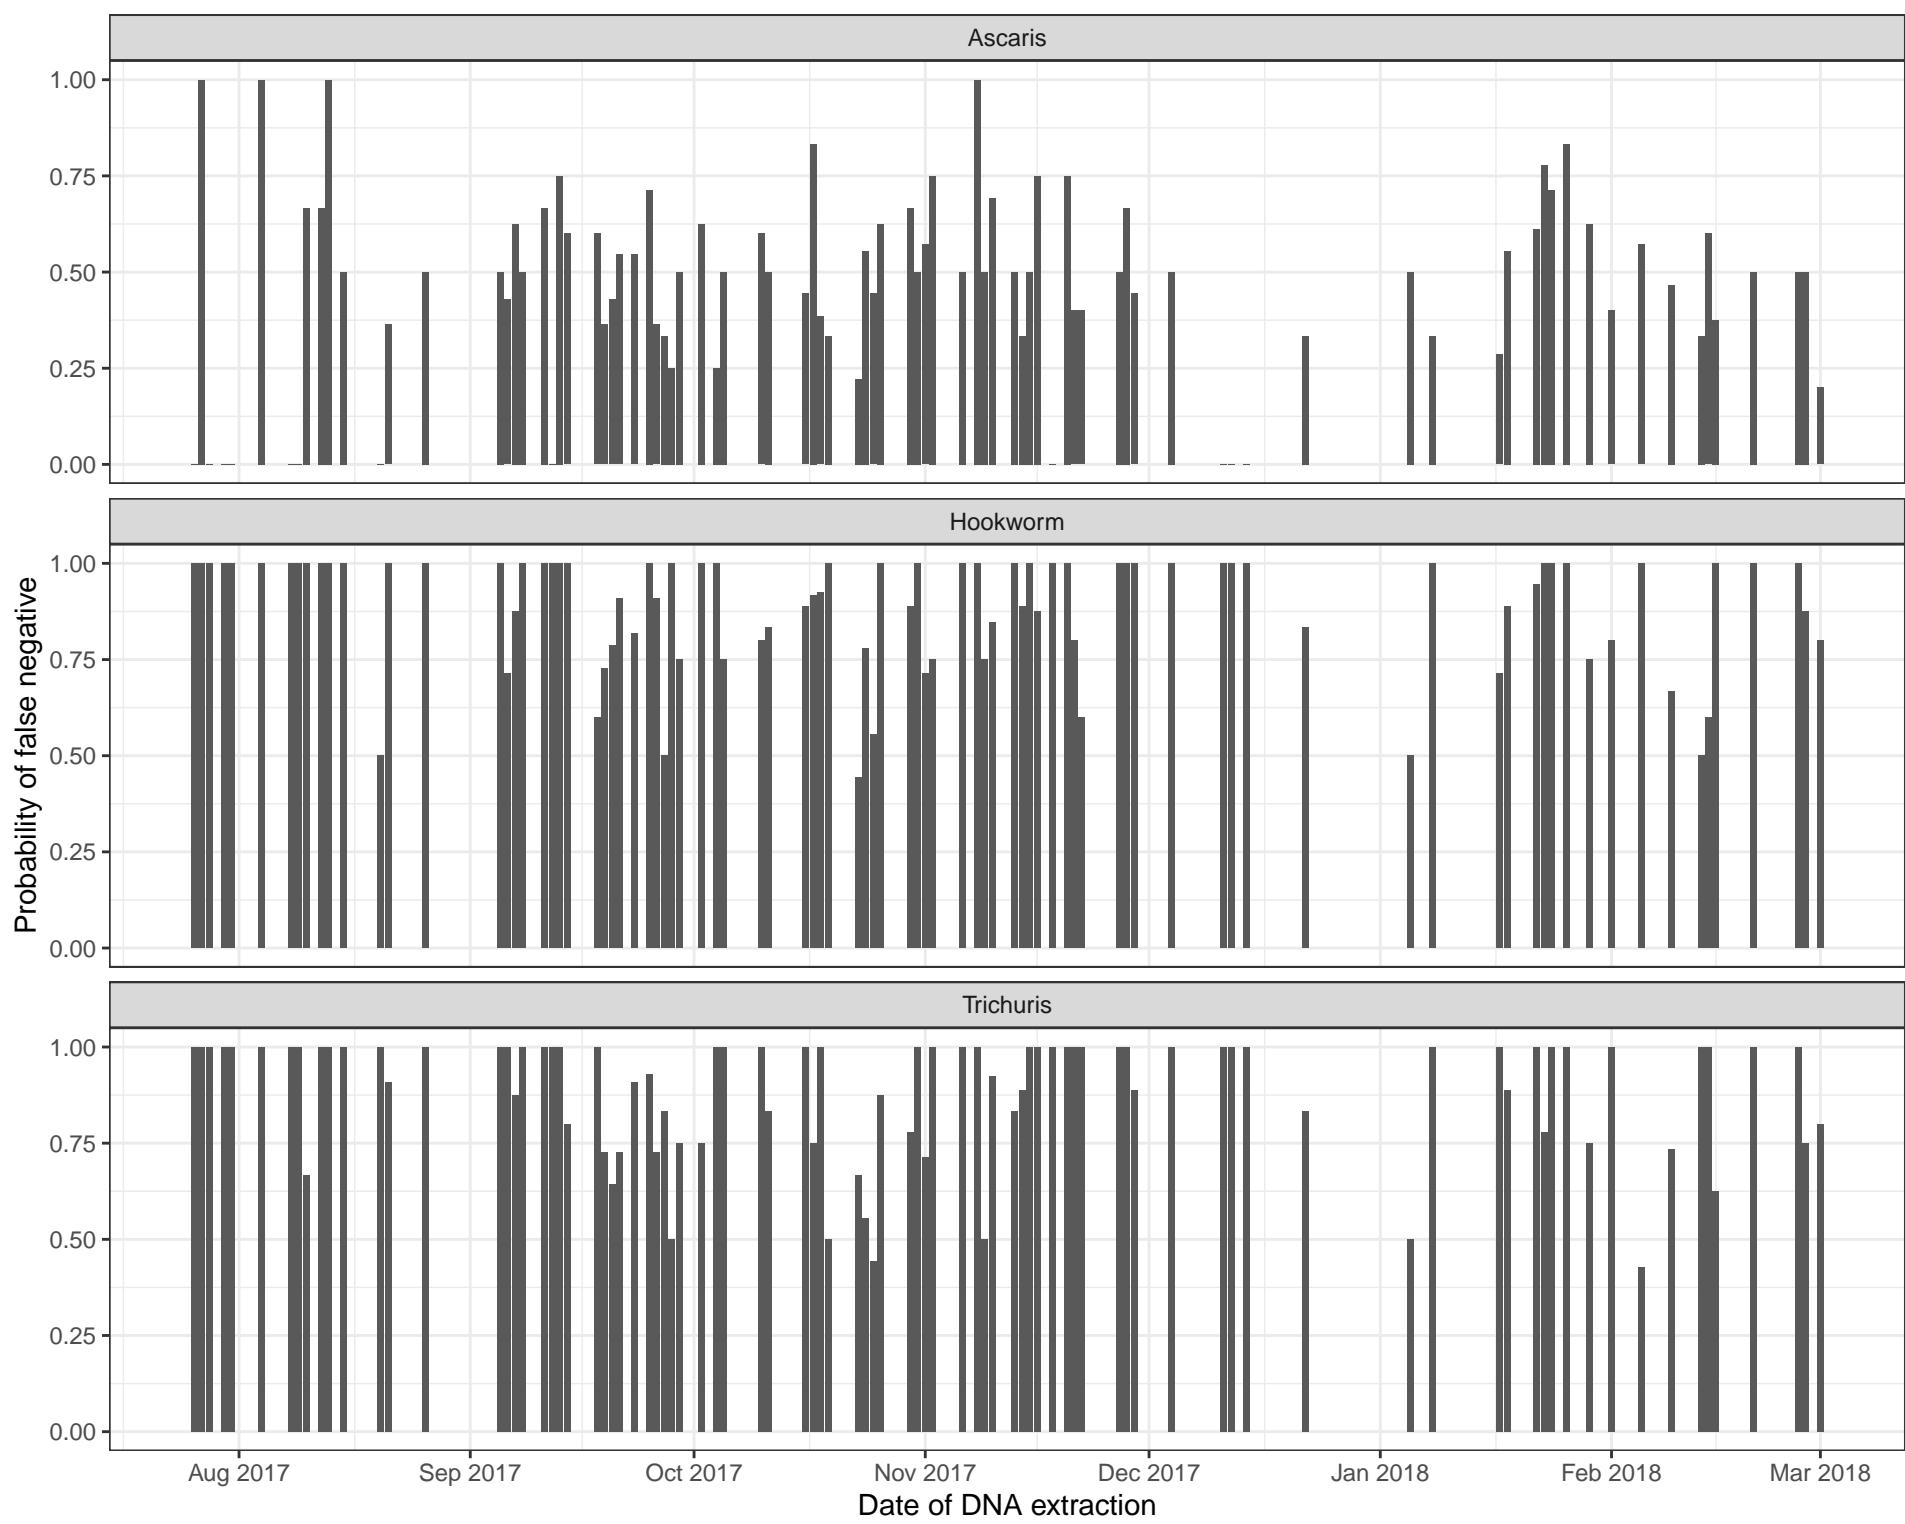 Ascaris
1.00
0.75
0.50
0.25
0.00
Hookworm
1.00
0.75
0.50
0.25
0.00
Probability of false negative
Trichuris
1.00
0.75
0.50
0.25
0.00
Aug 2017 Sep 2017 Oct 2017 Nov 2017 Dec 2017 Jan 2018 Feb 2018 Mar 2018
Date of DNA extraction